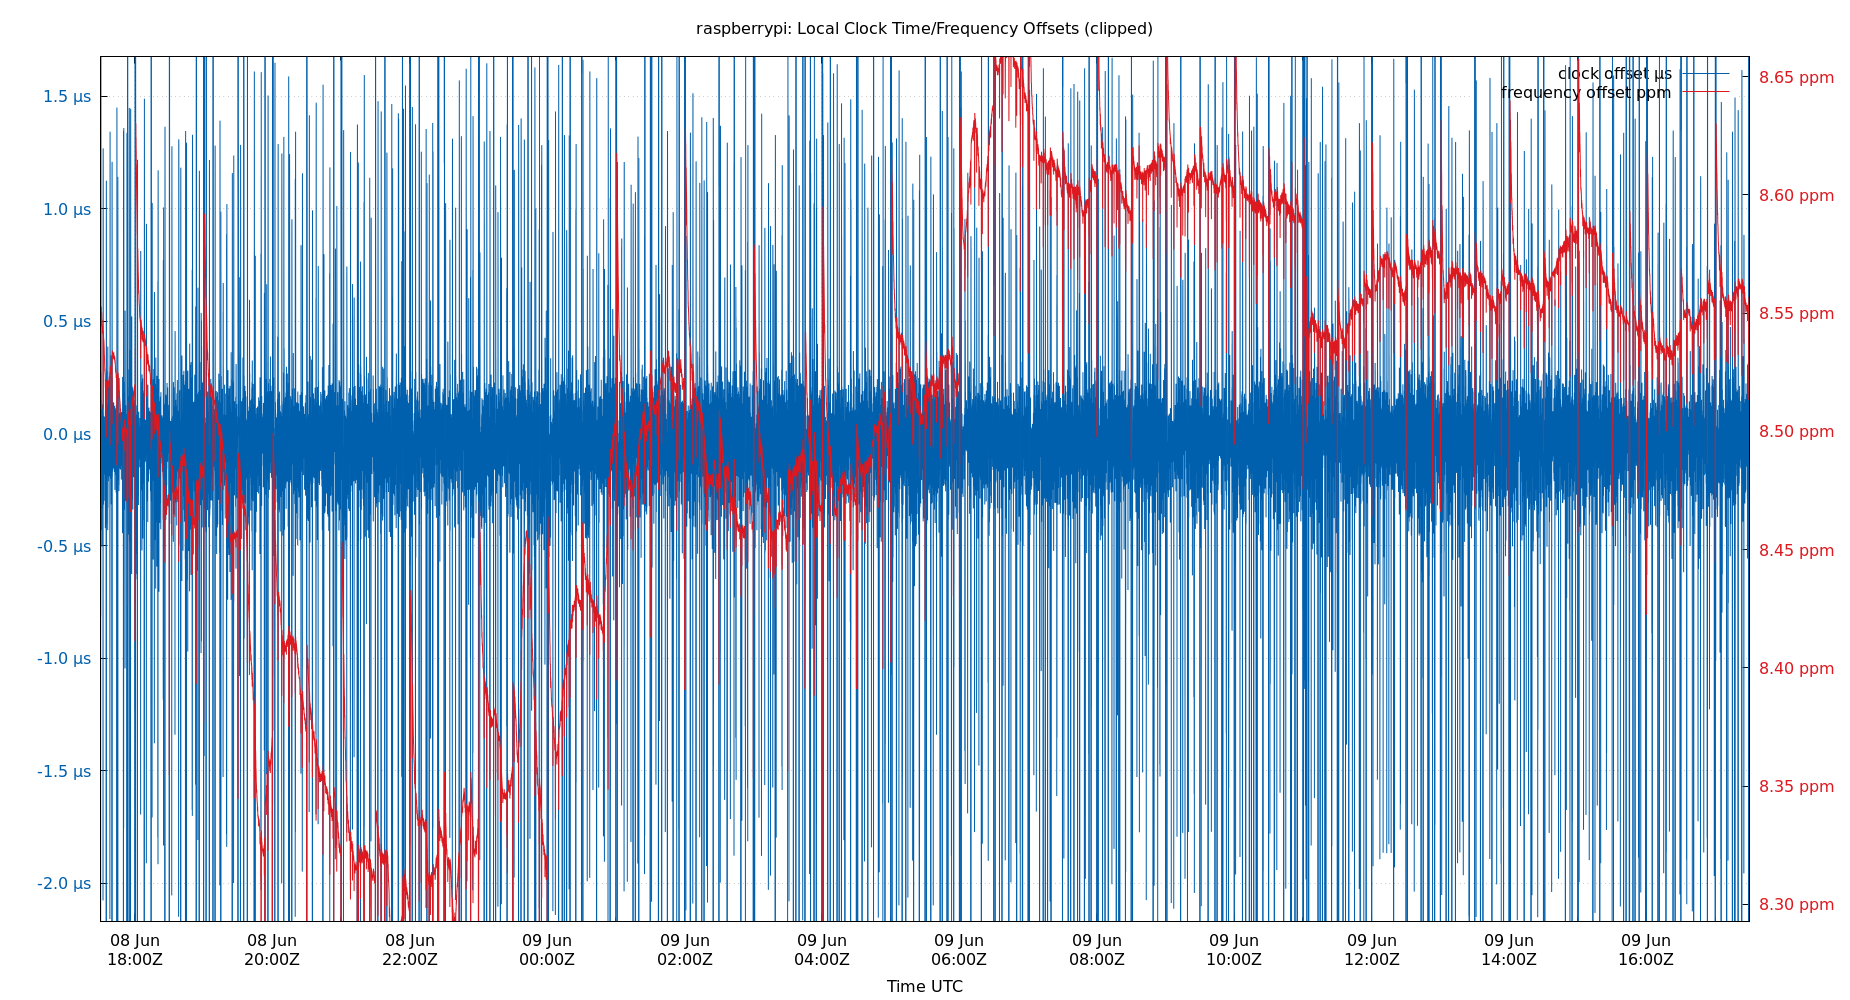 raspberrypi: Local Clock Time/Frequency Offsets (clipped)
clock offset µs
frequency offset ppm
1.5 µs
1.0 µs
0.5 µs
0.0 µs
-0.5 µs
-1.0 µs
-1.5 µs
-2.0 µs
8.65 ppm
8.60 ppm
8.55 ppm
8.50 ppm
8.45 ppm
8.40 ppm
8.35 ppm
8.30 ppm
08 Jun 08 Jun 08 Jun 09 Jun 09 Jun 09 Jun 09 Jun 09 Jun 09 Jun 09 Jun 09 Jun 09 Jun
18:00Z 20:00Z 22:00Z 00:00Z 02:00Z 04:00Z 06:00Z 08:00Z 10:00Z 12:00Z 14:00Z 16:00Z
Time UTC